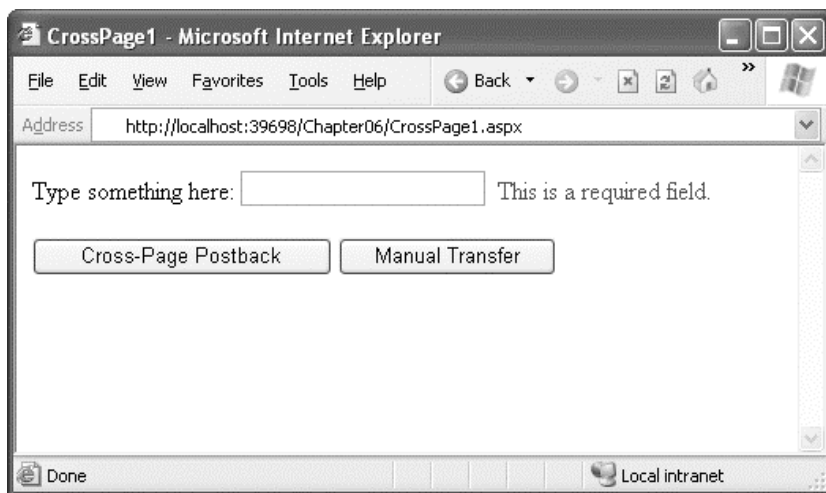 CrossPage1 - Microsoft Internet Explorer
File Edit View Favorites Tools Help Back »
Address http://localhost:39698/Chapter06/CrossPage1.aspx
Type something here: This is a required field.
Cross-Page Postback Manual Transfer
Done Local intranet